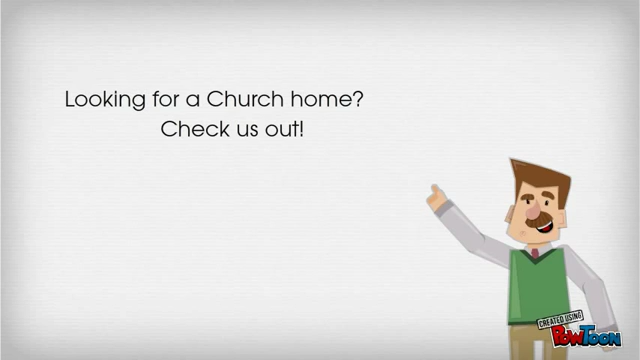 Looking for a Church home?
Check us out!
CREATED USING
POWTOON